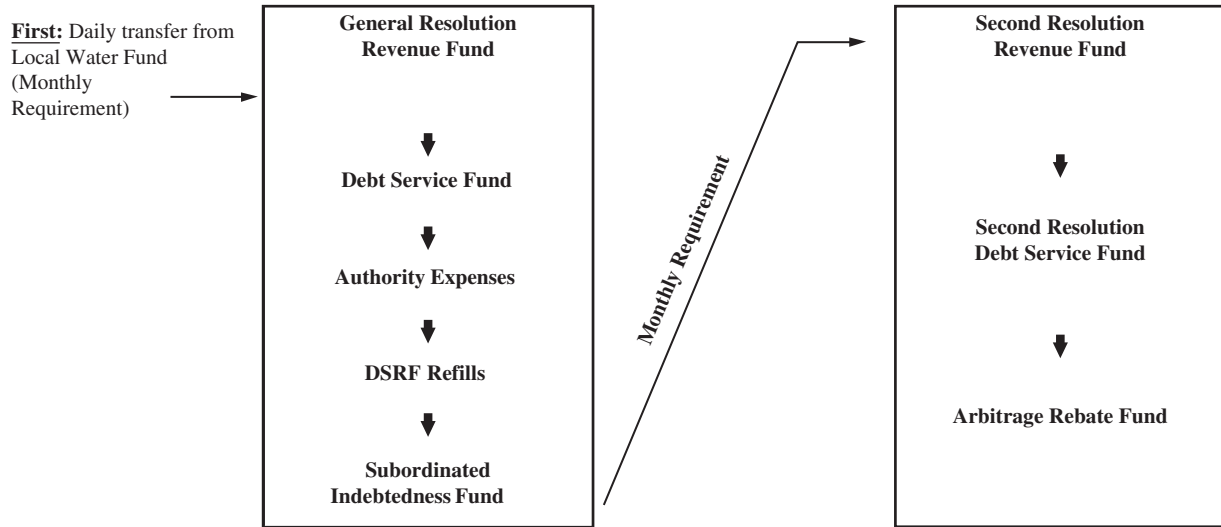 First: Daily transfer from
Local Water Fund
(Monthly
Requirement)
General Resolution
Revenue Fund
Debt Service Fund
Authority Expenses
DSRF Refills
Subordinated
Indebtedness Fund
Monthly Requirement
Second Resolution
Revenue Fund
Second Resolution
Debt Service Fund
Arbitrage Rebate Fund